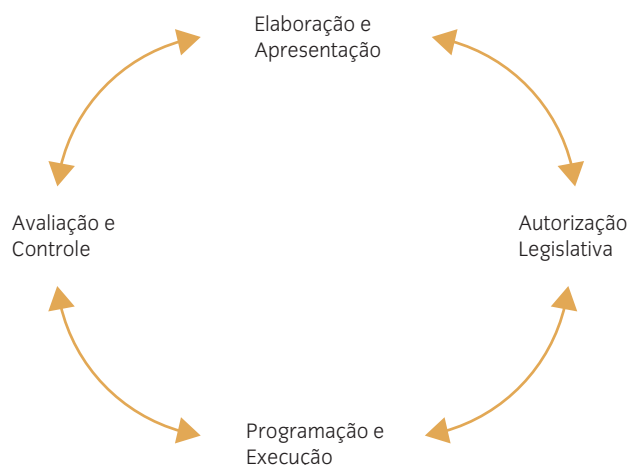 Elaboração e
Apresentação
Autorização
Legislativa
Programação e
Execução
Avaliação e
Controle